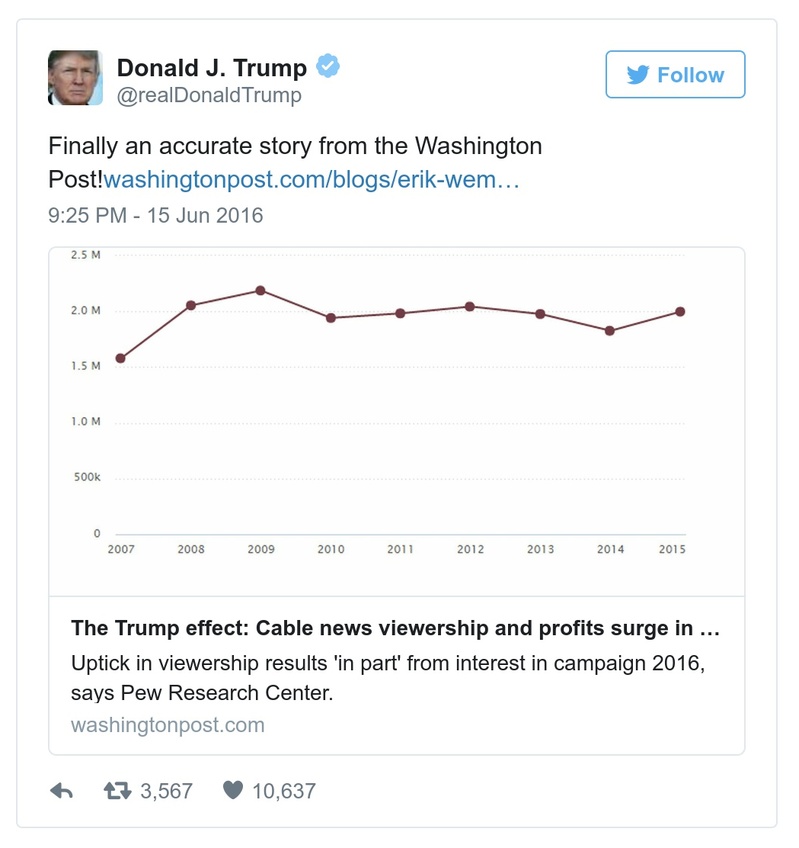 Donald J. Trump
@realDonaldTrump
Follow
Finally an accurate story from the Washington
Post!washingtonpost.com/blogs/erik-wem…
9:25 PM - 15 Jun 2016
2.5 M
2.0 M
1.5 M
1.0 M
500k
0
2007 2008 2009 2010 2011 2012 2013 2014 2015
The Trump effect: Cable news viewership and profits surge in …
Uptick in viewership results 'in part' from interest in campaign 2016,
says Pew Research Center.
washingtonpost.com
3,567 10,637